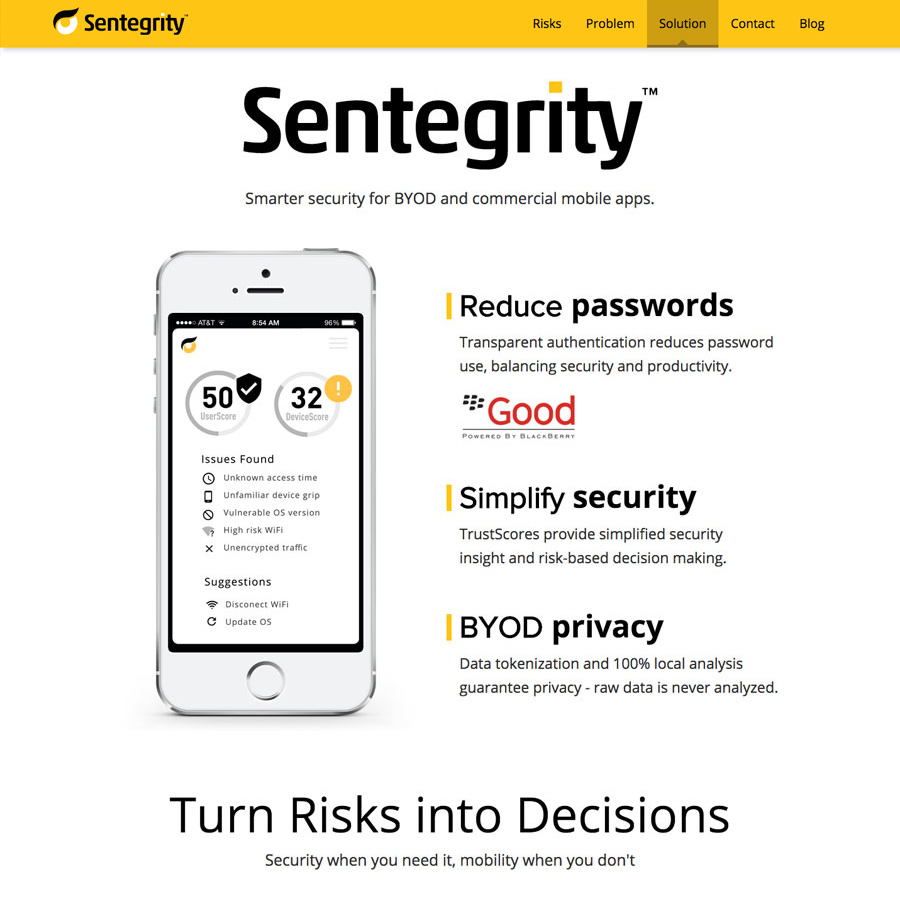 Sentegrity™
Risks Problem Solution Contact Blog
Sentegrity™
Smarter security for BYOD and commercial mobile apps.
AT&T 8:54 AM 96%
50 32
UserScore DeviceScore
Issues Found
Unknown access time
Unfamiliar device grip
Vulnerable OS version
High risk WiFi
Unencrypted traffic
Suggestions
Disconect WiFi
Update OS
Reduce passwords
Transparent authentication reduces password
use, balancing security and productivity.
Good
POWERED BY BLACKBERRY
Simplify security
TrustScores provide simplified security
insight and risk-based decision making.
BYOD privacy
Data tokenization and 100% local analysis
guarantee privacy - raw data is never analyzed.
Turn Risks into Decisions
Security when you need it, mobility when you don't